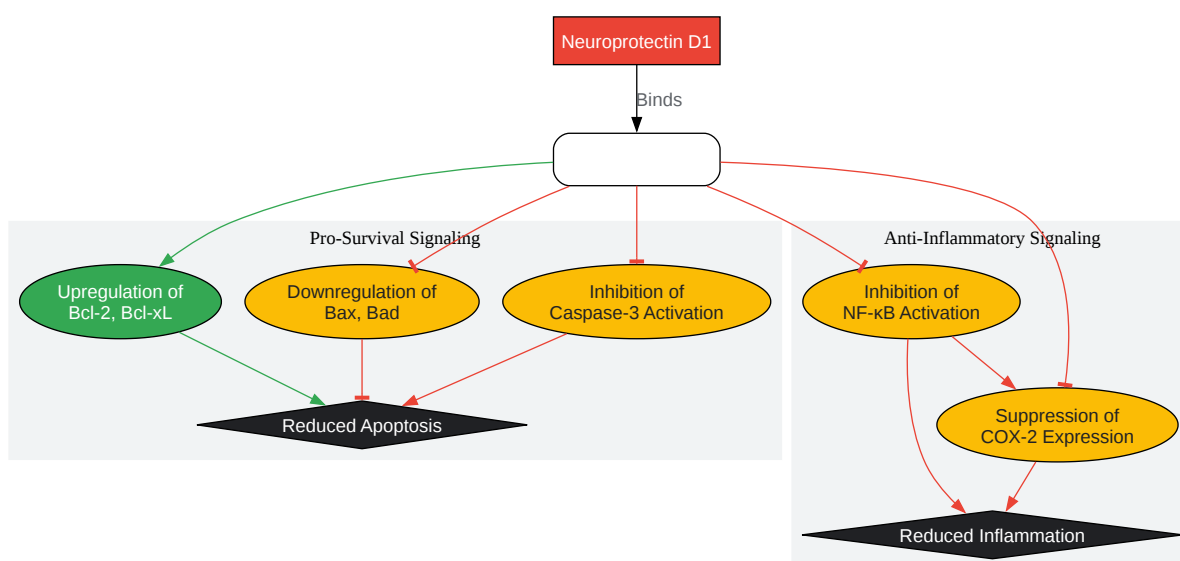 Neuroprotectin D1
Binds
Pro-Survival Signaling
Anti-Inflammatory Signaling
Upregulation of
Bcl-2, Bcl-xL
Downregulation of
Bax, Bad
Inhibition of
Caspase-3 Activation
Inhibition of
NF-κB Activation
Suppression of
COX-2 Expression
Reduced Apoptosis
Reduced Inflammation